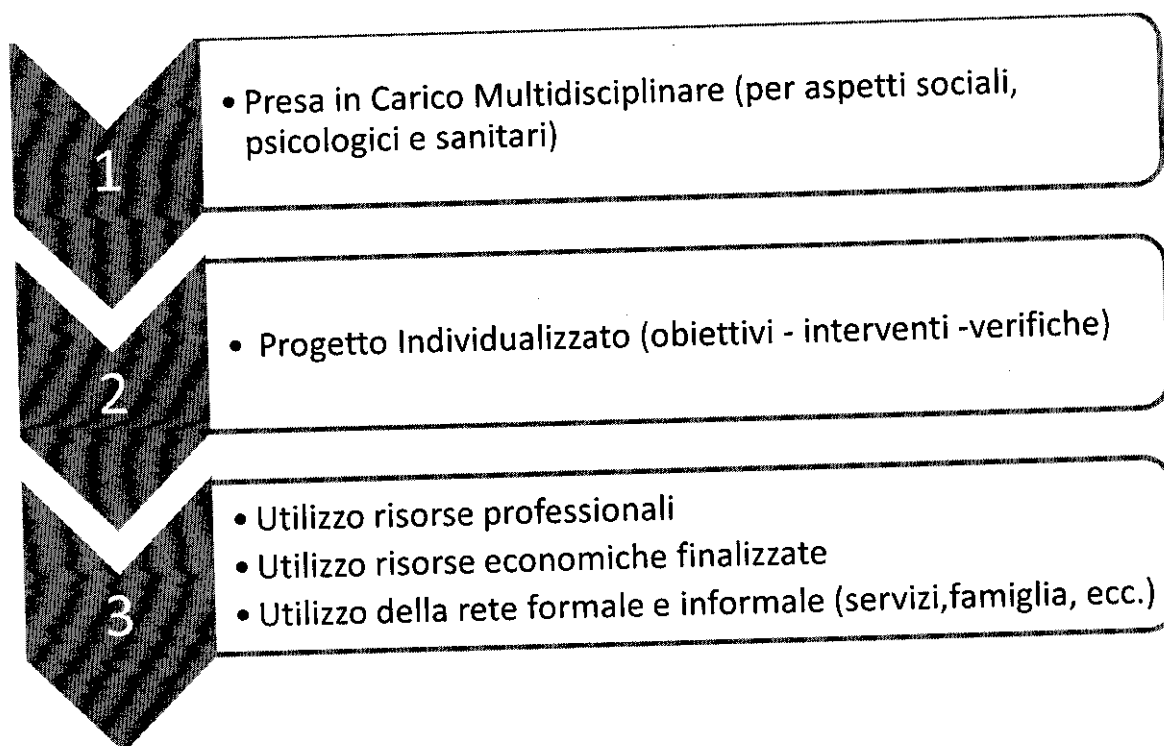 1
• Presa in Carico Multidisciplinare (per aspetti sociali,
psicologici e sanitari)
2
• Progetto Individualizzato (obiettivi - interventi -verifiche)
3
• Utilizzo risorse professionali
• Utilizzo risorse economiche finalizzate
• Utilizzo della rete formale e informale (servizi,famiglia, ecc.)